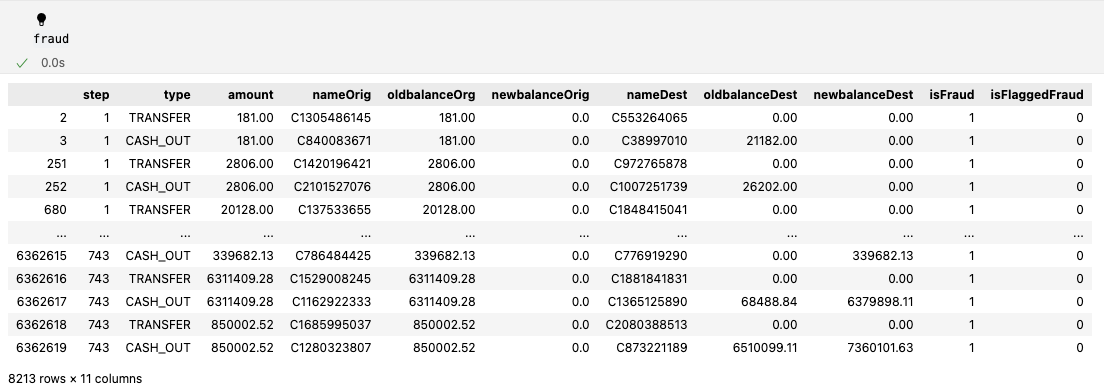 fraud
0.0s
step type amount nameOrig oldbalanceOrg newbalanceOrig nameDest oldbalanceDest newbalanceDest isFraud isFlaggedFraud
2 1 TRANSFER 181.00 C1305486145 181.00 0.0 C553264065 0.00 0.00 1 0
3 1 CASH_OUT 181.00 C840083671 181.00 0.0 C38997010 21182.00 0.00 1 0
251 1 TRANSFER 2806.00 C1420196421 2806.00 0.0 C972765878 0.00 0.00 1 0
252 1 CASH_OUT 2806.00 C2101527076 2806.00 0.0 C1007251739 26202.00 0.00 1 0
680 1 TRANSFER 20128.00 C137533655 20128.00 0.0 C1848415041 0.00 0.00 1 0
... ... ... ... ... ... ... ... ... ... ... ...
6362615 743 CASH_OUT 339682.13 C786484425 339682.13 0.0 C776919290 0.00 339682.13 1 0
6362616 743 TRANSFER 6311409.28 C1529008245 6311409.28 0.0 C1881841831 0.00 0.00 1 0
6362617 743 CASH_OUT 6311409.28 C1162922333 6311409.28 0.0 C1365125890 68488.84 6379898.11 1 0
6362618 743 TRANSFER 850002.52 C1685995037 850002.52 0.0 C2080388513 0.00 0.00 1 0
6362619 743 CASH_OUT 850002.52 C1280323807 850002.52 0.0 C873221189 6510099.11 7360101.63 1 0
8213 rows × 11 columns